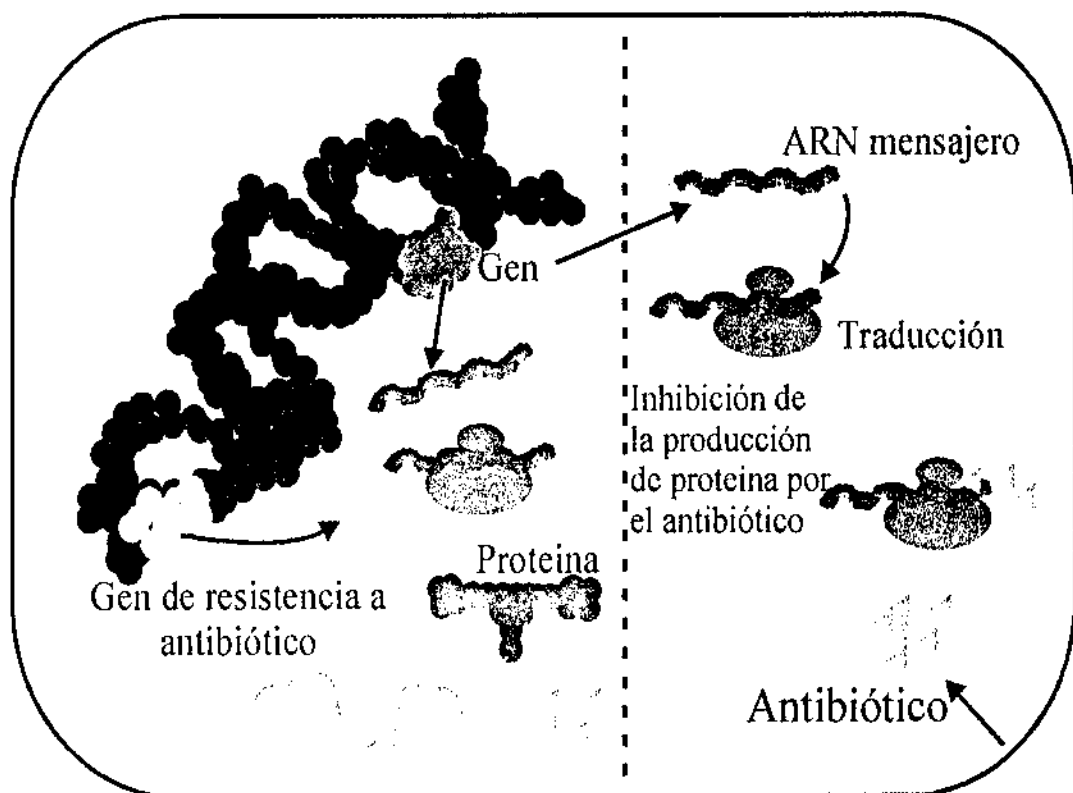 ARN mensajero
Gen
Traducción
Inhibición de
la producción
de proteina por
el antibiótico
Proteina
Gen de resistencia a
antibiótico
Antibiótico